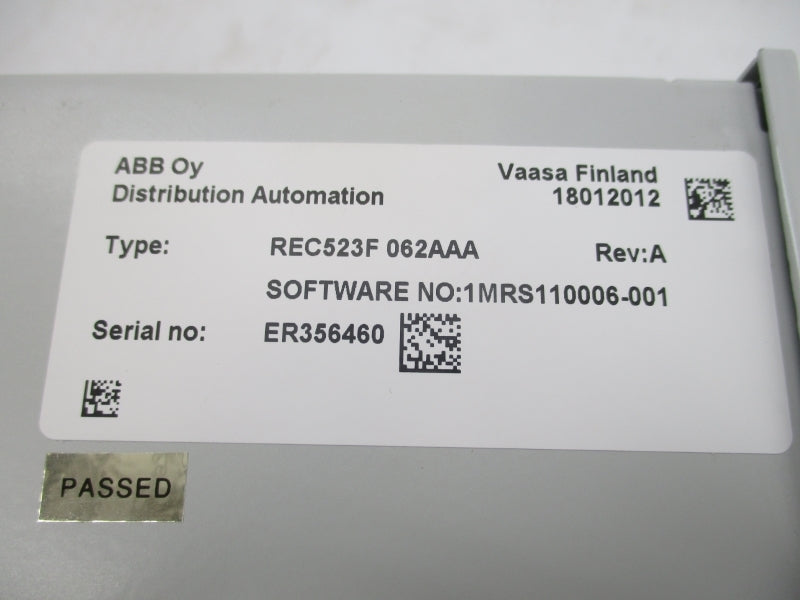 ABB Oy
Distribution Automation
Vaasa Finland
18012012
Type: REC523F 062AAA Rev:A
SOFTWARE NO:1MRS110006-001
Serial no: ER356460
PASSED